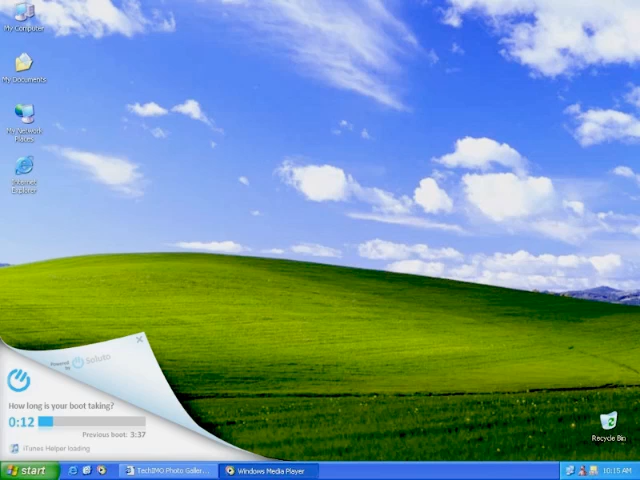 My Computer
My Documents
My Network
Places
Internet
Explorer
Powered
by
Soluto
How long is your boot taking?
0:12
Previous boot: 3:37
iTunes Helper loading
Recycle Bin
start
TechIMO Photo Galler...
Windows Media Player
10:15 AM